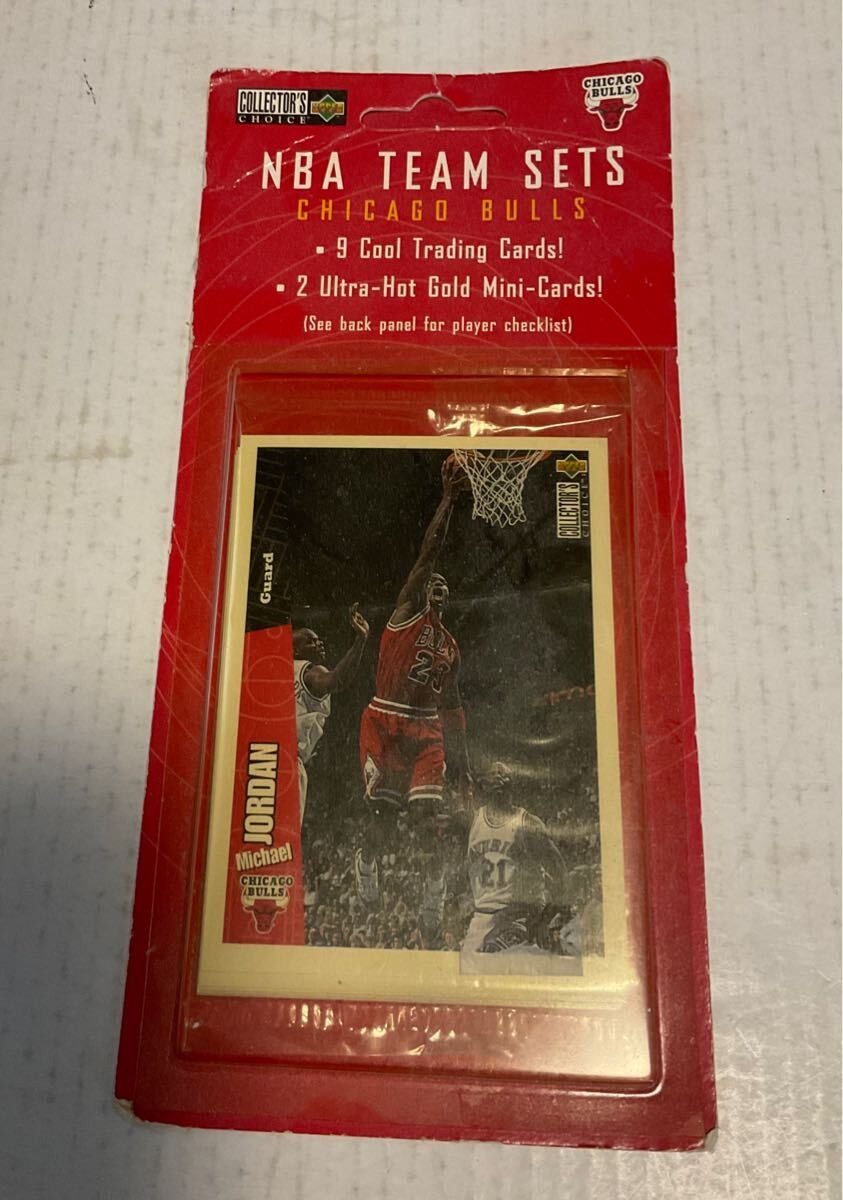 COLLECTOR'S
CHOICE
UPPER
CHICAGO
BULLS
NBA TEAM SETS
CHICAGO BULLS
• 9 Cool Trading Cards!
• 2 Ultra-Hot Gold Mini-Cards!
(See back panel for player checklist)
COLLECTOR'S
CHOICE
Guard
BULLS
23
Michael
JORDAN
CHICAGO
BULLS
21